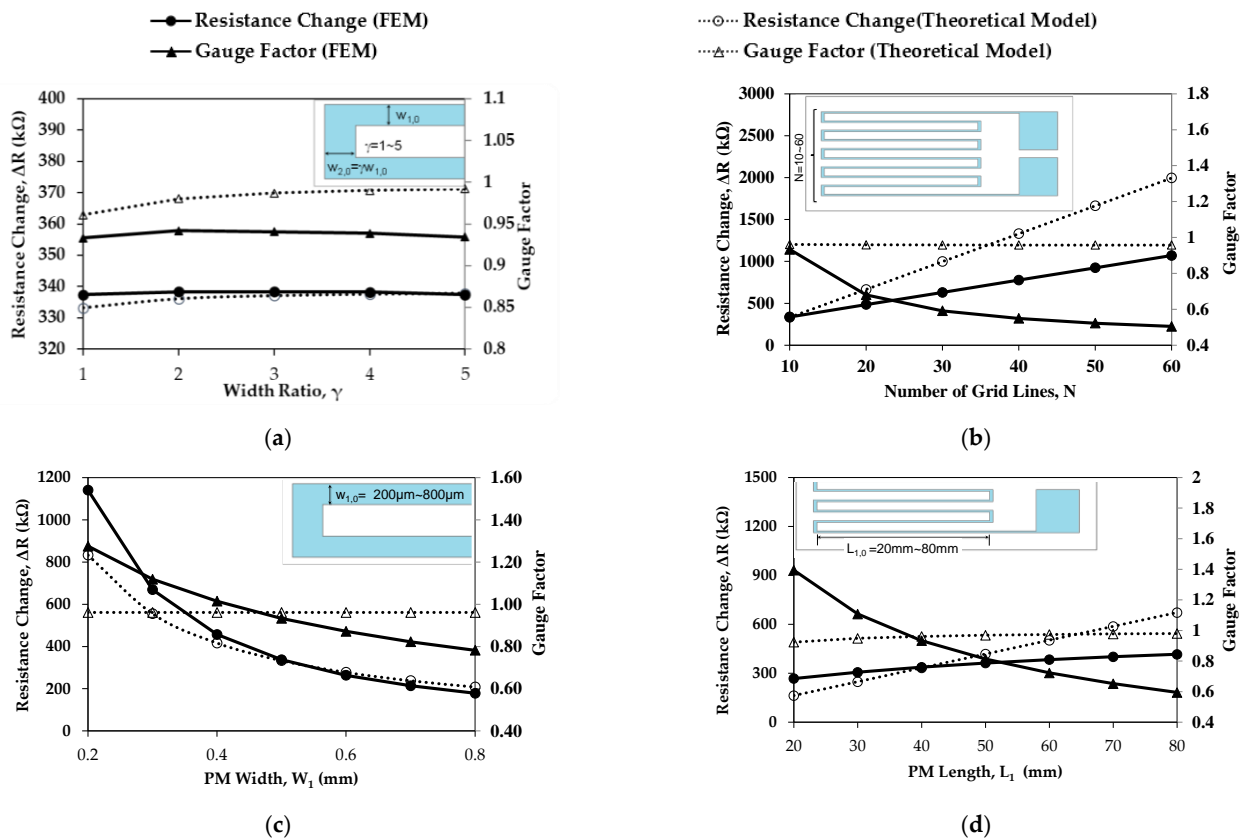 Resistance Change (FEM)
Resistance Change(Theoretical Model)
Gauge Factor (FEM)
Gauge Factor (Theoretical Model)
Resistance Change, ΔR (kΩ)
400
390
380
370
360
350
340
330
320
1.1
1.05
1
0.95
0.9
0.85
0.8
Gauge Factor
w1,0
γ=1~5
w2,0=γw1,0
1 2 3 4 5
Width Ratio, γ
(a)
Resistance Change, ΔR (kΩ)
3000
2500
2000
1500
1000
500
0
1.8
1.6
1.4
1.2
1
0.8
0.6
0.4
Gauge Factor
N=10~60
10 20 30 40 50 60
Number of Grid Lines, N
(b)
Resistance Change, ΔR (kΩ)
1200
1000
800
600
400
200
0
1.60
1.40
1.20
1.00
0.80
0.60
0.40
Gauge Factor
w1,0= 200μm~800μm
0.2 0.4 0.6 0.8
PM Width, W1 (mm)
(c)
Resistance Change, ΔR (kΩ)
1500
1200
900
600
300
0
2
1.8
1.6
1.4
1.2
1
0.8
0.6
0.4
Gauge Factor
L1,0 =20mm~80mm
20 30 40 50 60 70 80
PM Length, L1 (mm)
(d)